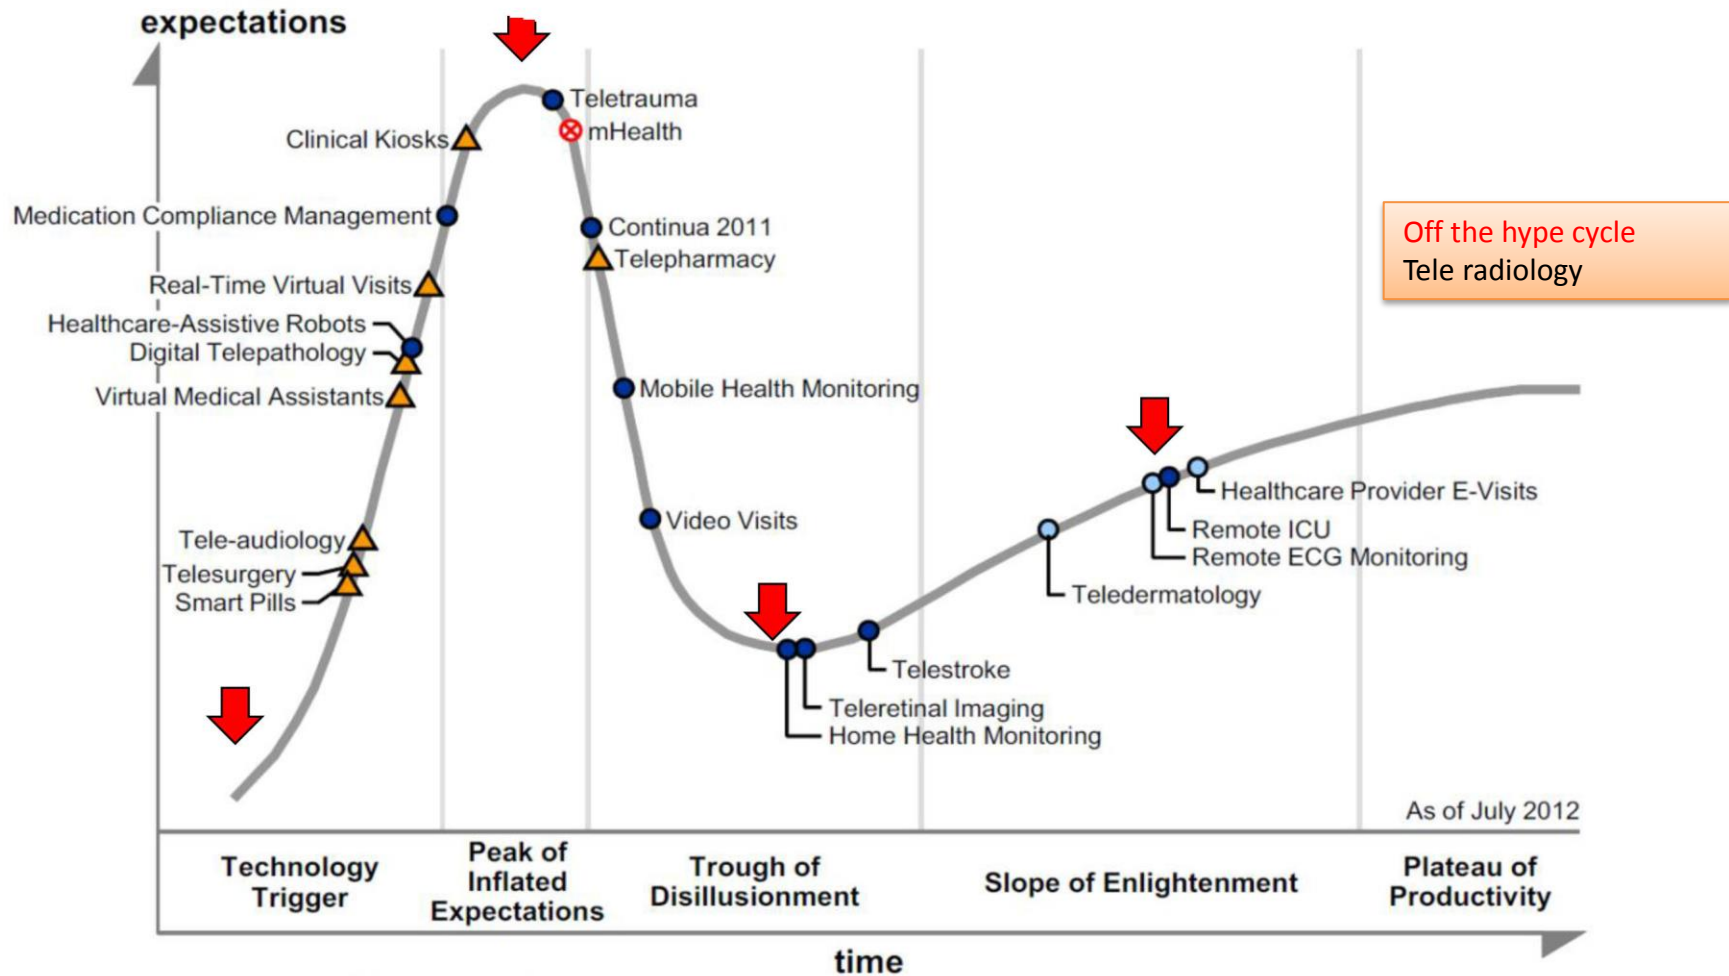 expectations
Teletrauma
mHealth
Clinical Kiosks
Medication Compliance Management
Continua 2011
Telepharmacy
Off the hype cycle
Tele radiology
Real-Time Virtual Visits
Healthcare-Assistive Robots
Digital Telepathology
Virtual Medical Assistants
Mobile Health Monitoring
Video Visits
Tele-audiology
Telesurgery
Smart Pills
Healthcare Provider E-Visits
Remote ICU
Remote ECG Monitoring
Teledermatology
Telestroke
Teleretinal Imaging
Home Health Monitoring
As of July 2012
Technology
Trigger
Peak of
Inflated
Expectations
Trough of
Disillusionment
Slope of Enlightenment
Plateau of
Productivity
time